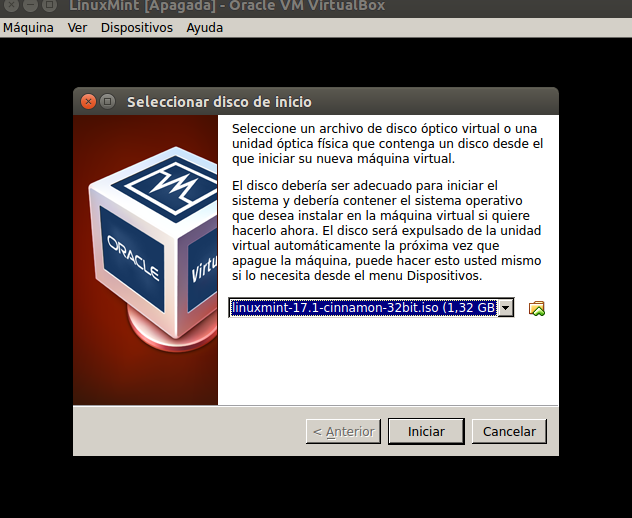 LinuxMint [Apagada] - Oracle VM VirtualBox
Máquina Ver Dispositivos Ayuda
Seleccionar disco de inicio
Seleccione un archivo de disco óptico virtual o una
unidad óptica física que contenga un disco desde el
que iniciar su nueva máquina virtual.
El disco debería ser adecuado para iniciar el
sistema y debería contener el sistema operativo
que desea instalar en la máquina virtual si quiere
hacerlo ahora. El disco será expulsado de la unidad
virtual automáticamente la próxima vez que
apague la máquina, puede hacer esto usted mismo
si lo necesita desde el menu Dispositivos.
ORACLE
Virtu
linuxmint-17.1-cinnamon-32bit.iso (1,32 GB
< Anterior Iniciar Cancelar